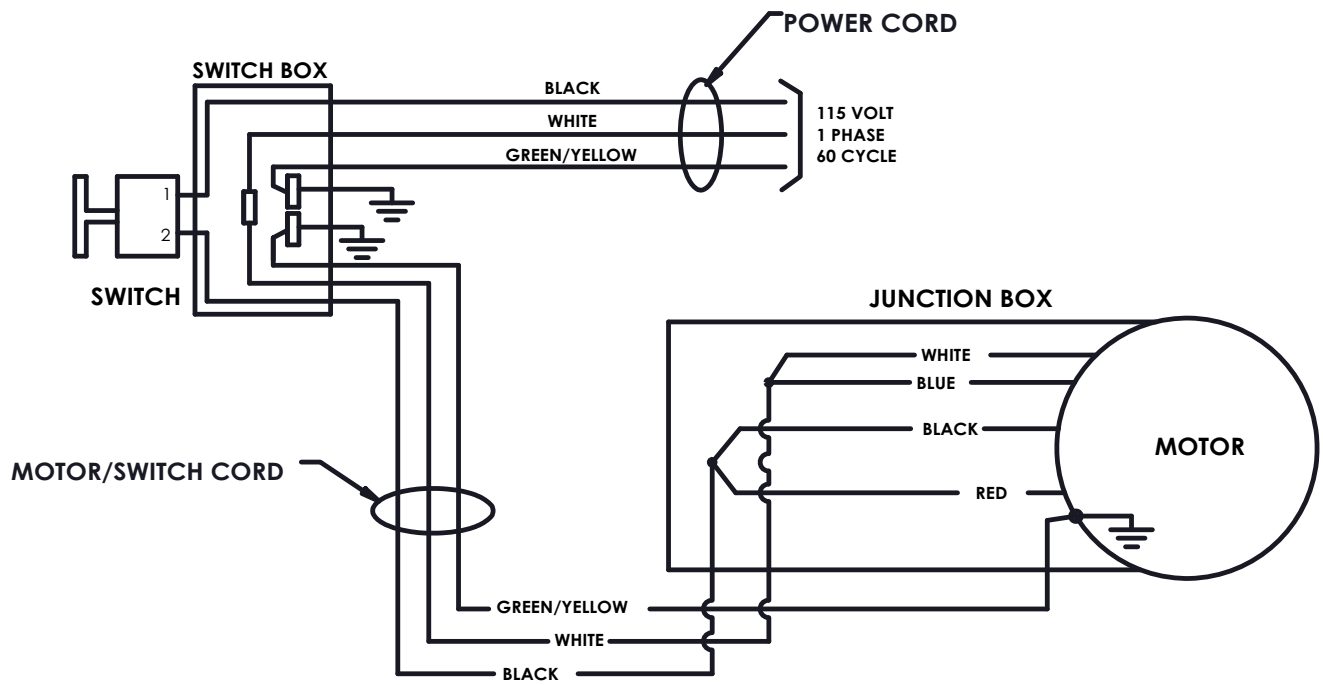 POWER CORD
SWITCH BOX
BLACK
WHITE
GREEN/YELLOW
115 VOLT
1 PHASE
60 CYCLE
1
2
SWITCH
JUNCTION BOX
WHITE
BLUE
BLACK
MOTOR
RED
MOTOR/SWITCH CORD
GREEN/YELLOW
WHITE
BLACK